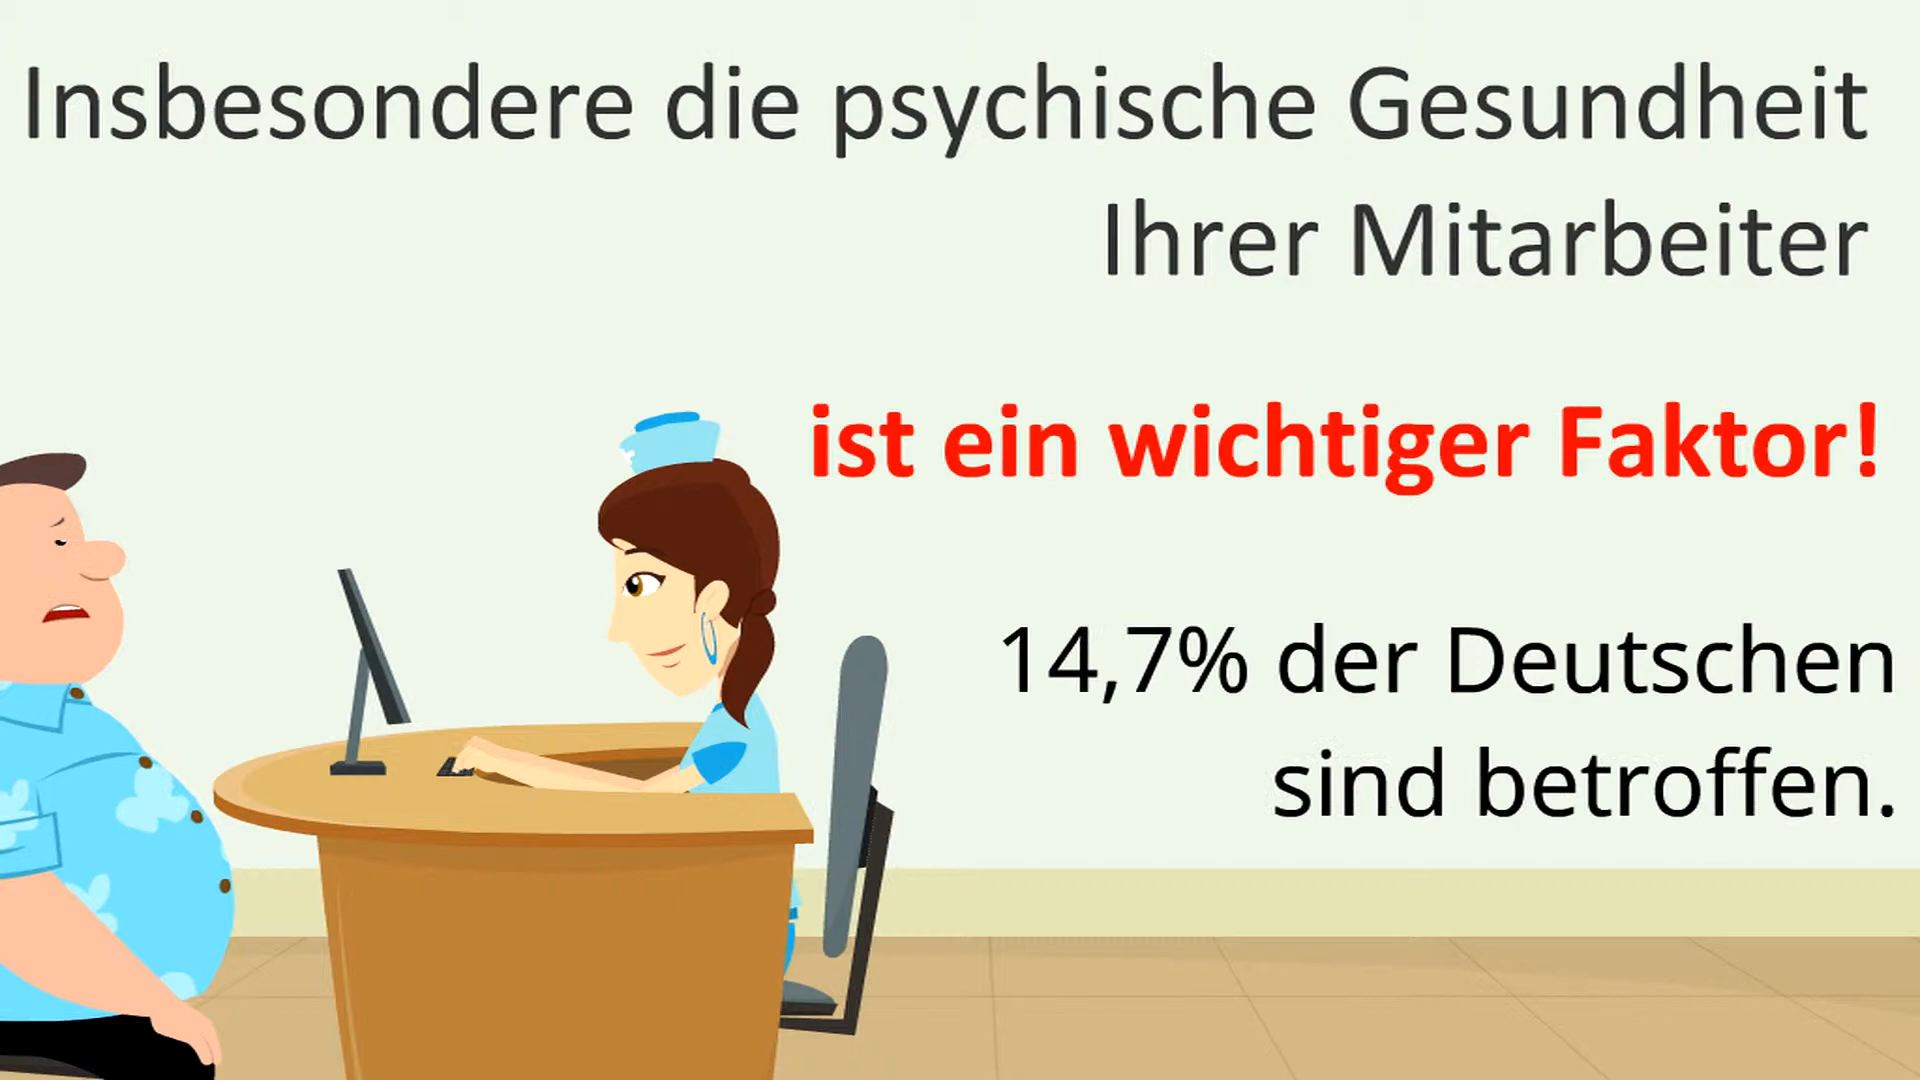 Insbesondere die psychische Gesundheit
Ihrer Mitarbeiter
ist ein wichtiger Faktor!
14,7% der Deutschen
sind betroffen.